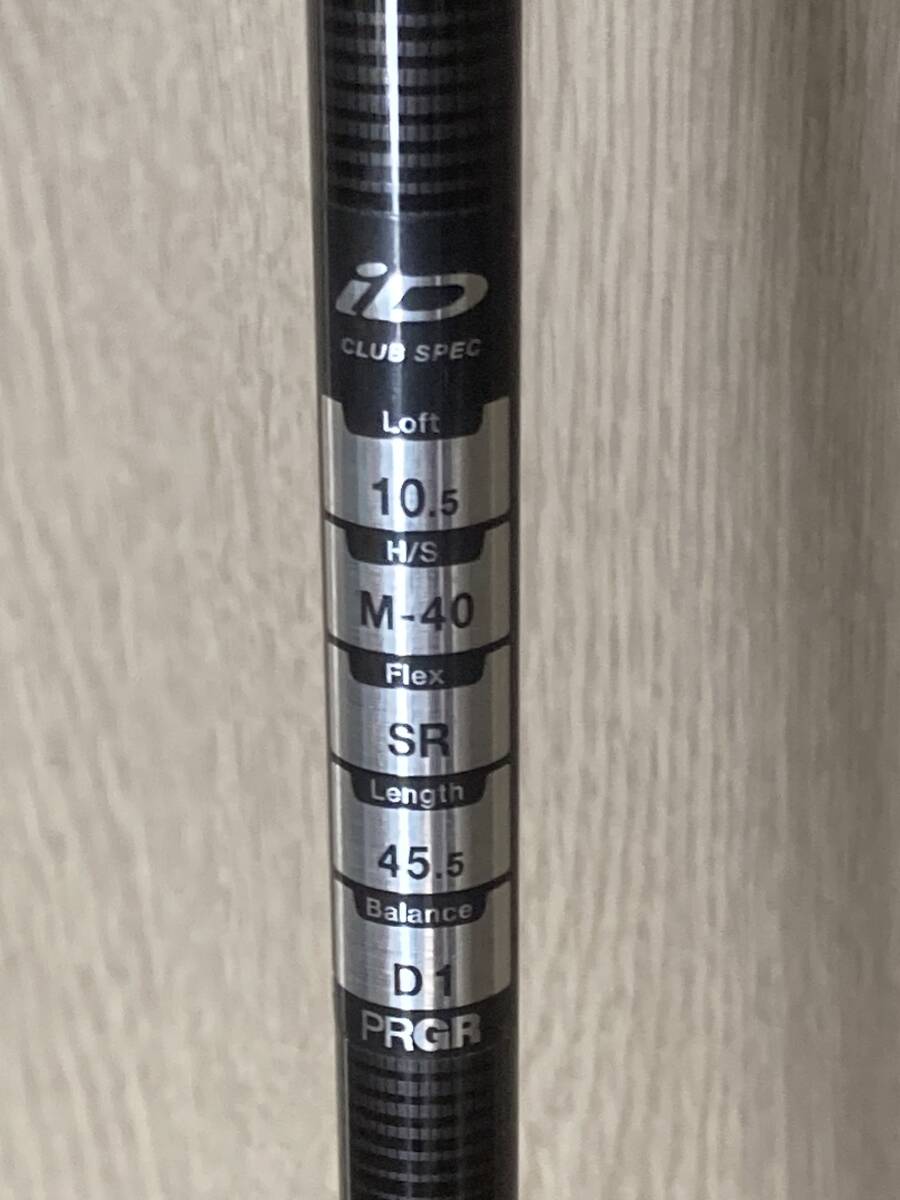 iD
CLUB SPEC
Loft
10.5
H/S
M-40
Flex
SR
Length
45.5
Balance
D1
PRGR